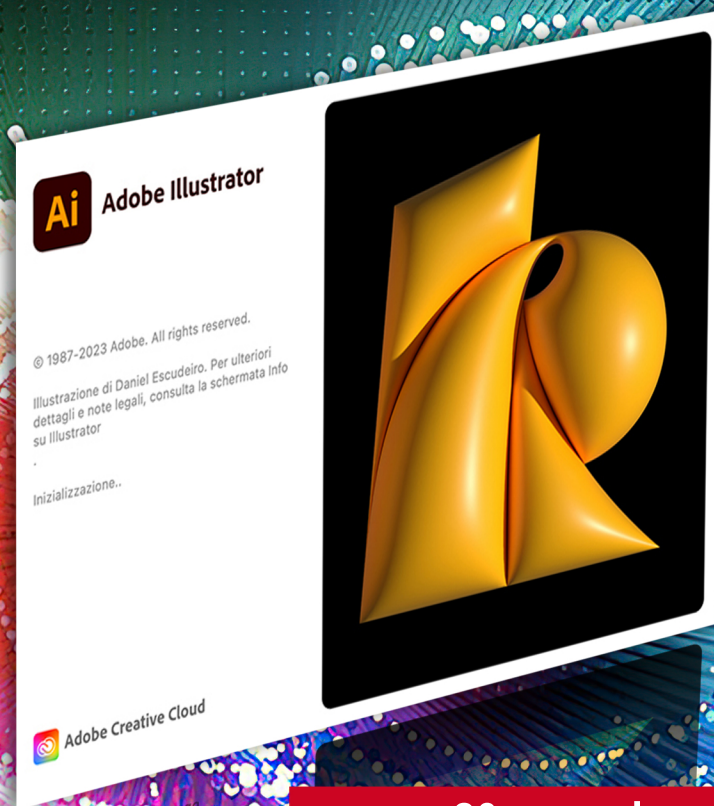 Ai
Adobe Illustrator
© 1987-2023 Adobe. All rights reserved.
Illustrazione di Daniel Escudeiro. Per ulteriori
dettagli e note legali, consulta la schermata Info
su Illustrator
.
Inizializzazione..
Adobe Creative Cloud